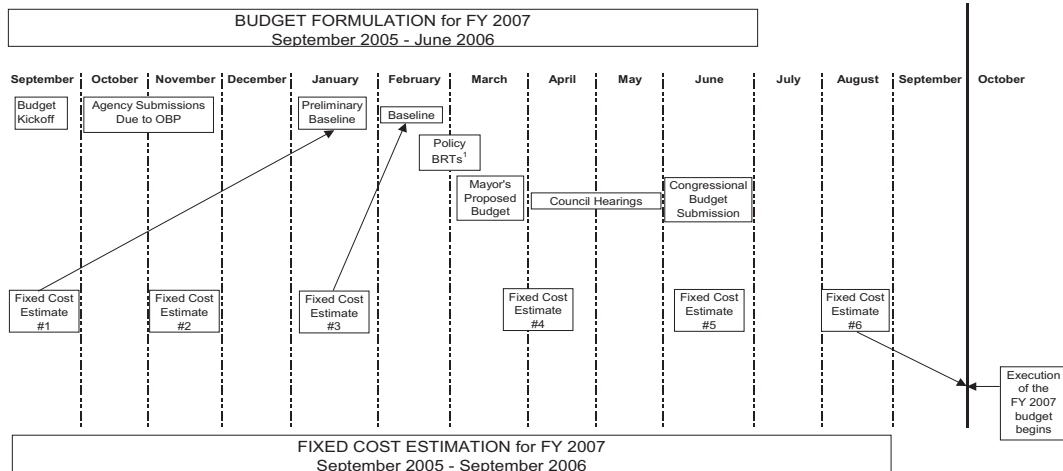 BUDGET FORMULATION for FY 2007
September 2005 - June 2006
September October November December January February March April May June July August September October
Budget
Kickoff
Agency Submissions
Due to OBP
Preliminary
Baseline
Baseline
Policy
BRTs¹
Mayor's
Proposed
Budget
Council Hearings
Congressional
Budget
Submission
Fixed Cost
Estimate
#1
Fixed Cost
Estimate
#2
Fixed Cost
Estimate
#3
Fixed Cost
Estimate
#4
Fixed Cost
Estimate
#5
Fixed Cost
Estimate
#6
Execution
of the
FY 2007
budget
begins
FIXED COST ESTIMATION for FY 2007
September 2005 - September 2006